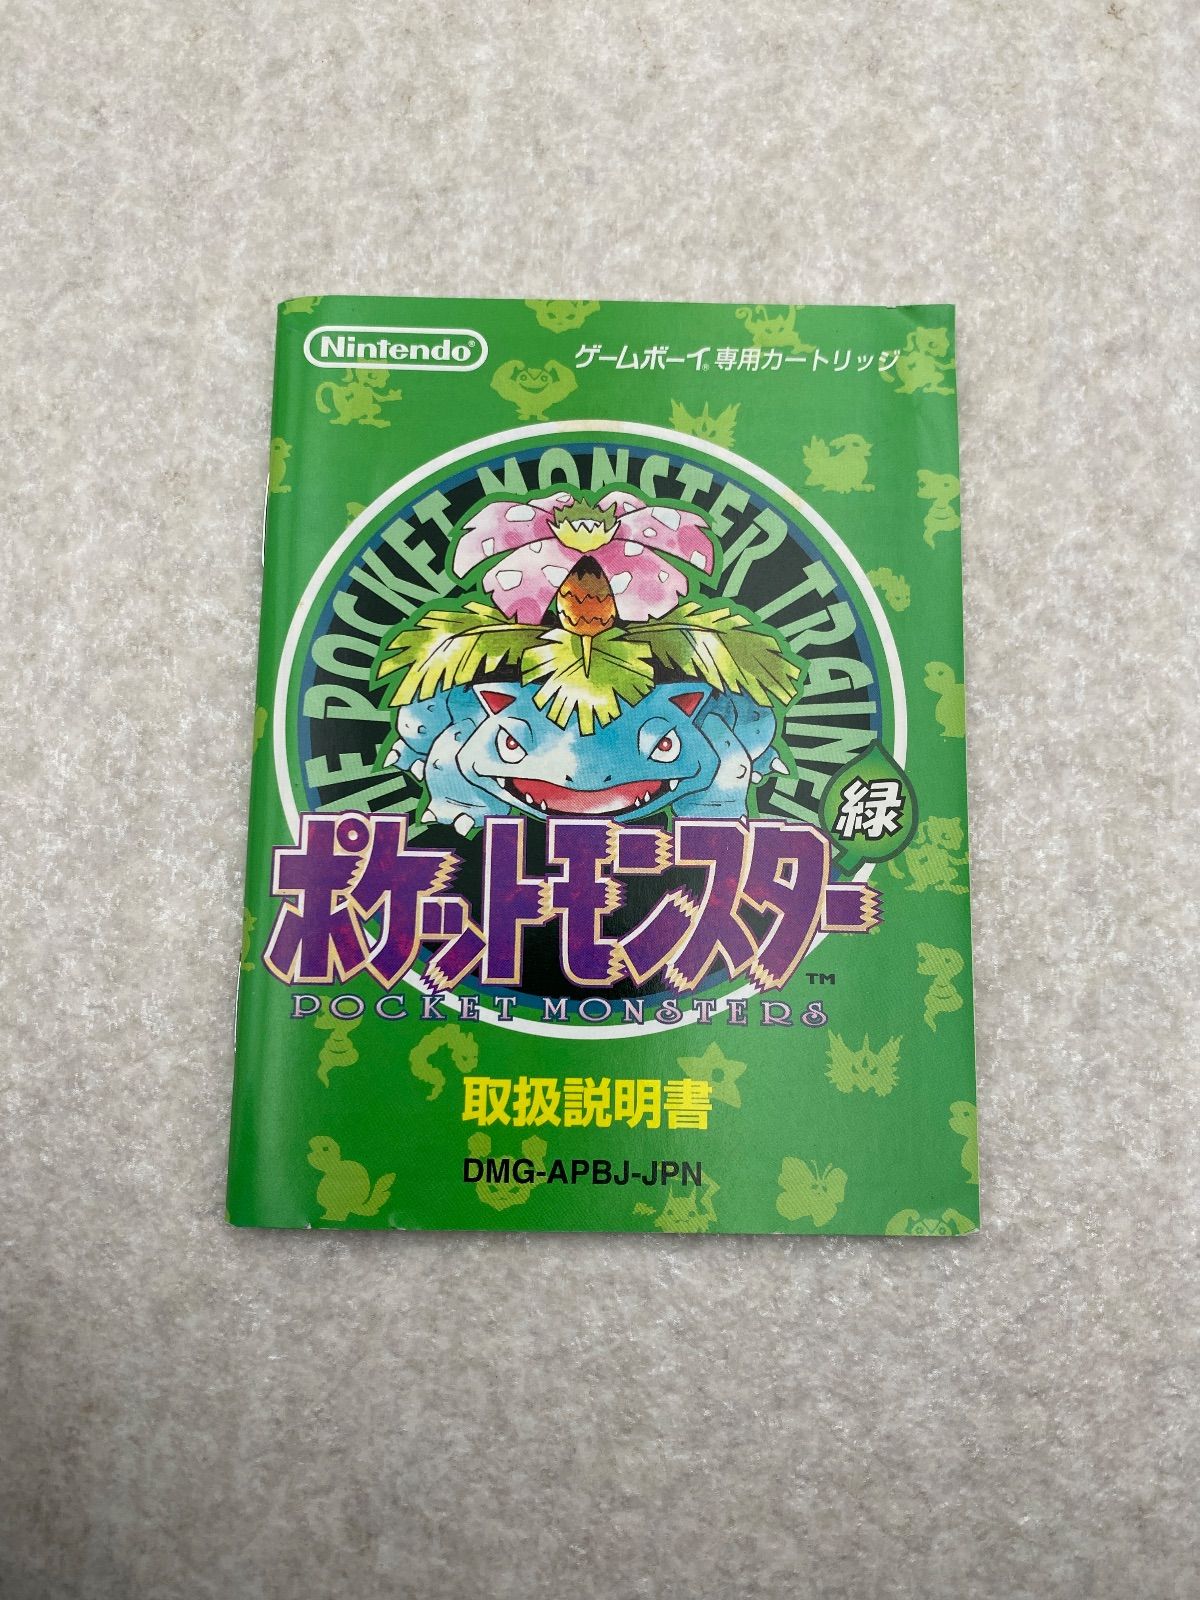 Nintendo®
ゲームボーイ® 専用カートリッジ
THE POCKET MONSTER TRAINER
緑
ポケットモンスター
TM
POCKET MONSTERS
取扱説明書
DMG-APBJ-JPN